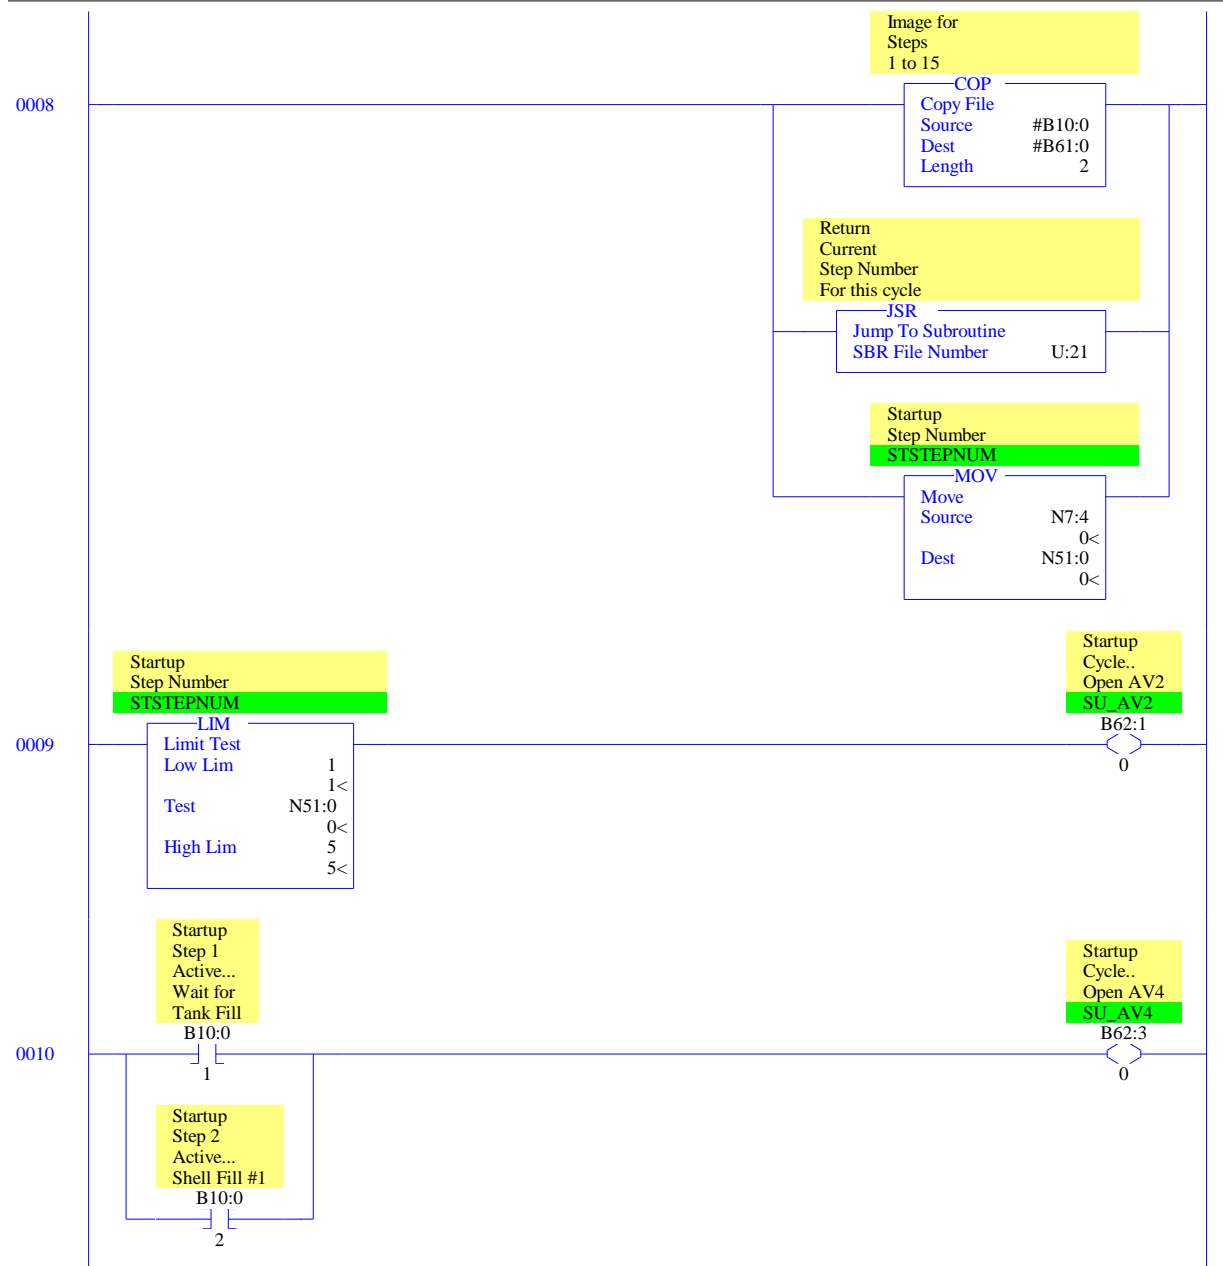 Image for
Steps
1 to 15
COP
0008
Copy File
Source #B10:0
Dest #B61:0
Length 2
Return
Current
Step Number
For this cycle
JSR
Jump To Subroutine
SBR File Number U:21
Startup
Step Number
STSTEPNUM
MOV
Move
Source N7:4
0<
Dest N51:0
0<
Startup
Step Number
STSTEPNUM
LIM
0009
Limit Test
Low Lim 1
1<
Test N51:0
0<
High Lim 5
5<
Startup
Cycle..
Open AV2
SU_AV2
B62:1
0
Startup
Step 1
Active...
Wait for
Tank Fill
B10:0
0010
1
Startup
Step 2
Active...
Shell Fill #1
B10:0
2
Startup
Cycle..
Open AV4
SU_AV4
B62:3
0